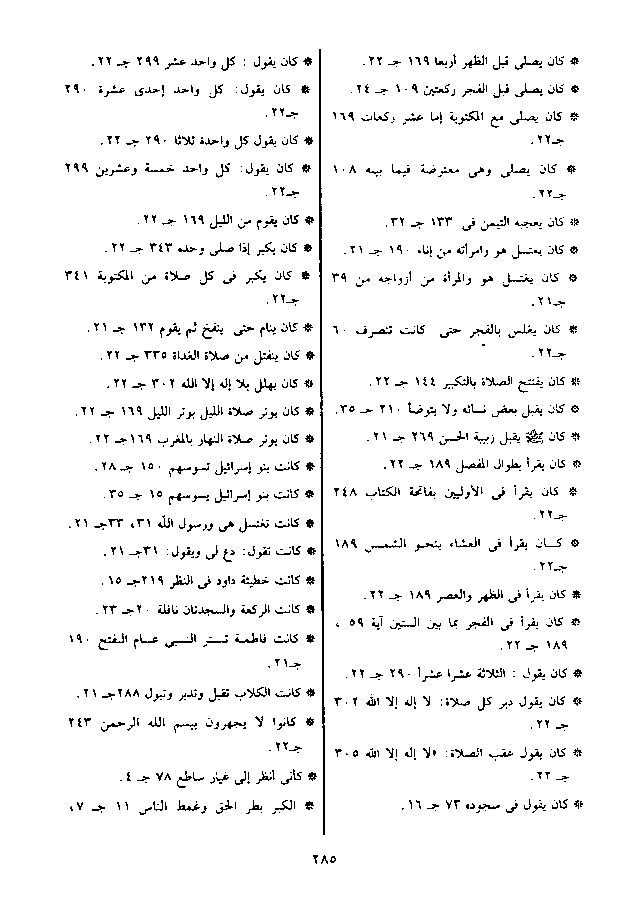 * كان يصلى قبل الظهر أربعا ١٦٩ جـ ٢٢.
* كان يصلى قبل الفجر ركعتين ١٠٩ جـ ٢٤.
* كان يصلى مع المكتوبة إما عشر ركعات ١٦٩
جـ٢٢.
* كان يصلى وهى معترضة فيما بينه ١٠٨
جـ٢٢.
* كان يعجبه التيمن فى ١٣٣ جـ ٣٢.
* كان يغتسل هو وامرأته من إناء ١٩٠ جـ ٢١.
* كان يغتسل هو والمرأة من أزواجه من ٣٩
جـ٢١.
* كان يغلس بالفجر حتى كانت تنصرف ٦٠
جـ٢٢.
* كان يفتتح الصلاة بالتكبير ١٤٤ جـ ٢٢.
* كان يقبل بعض نسائه ولا يتوضأ ٢١٠ جـ ٣٥.
* كان ﷺ يقبل زبيبة الحسن ٢٦٩ جـ ٢١.
* كان يقرأ بطوال المفصل ١٨٩ جـ ٢٢.
* كان يقرأ فى الأوليين بفاتحة الكتاب ٢٤٨
جـ٢٢.
* كـان يقرأ فى العشاء بنحـو الشمـس ١٨٩
جـ٢٢.
* كان يقرأ فى الظهر والعصر ١٨٩ جـ ٢٢.
* كان يقرأ فى الفجر بما بين الستين آية ٥٩ ،
١٨٩ جـ ٢٢.
* كان يقول : الثلاثة عشرا عشرأ ٢٩٠ جـ ٢٢.
* كان يقول دبر كل صلاة: لا إله إلا الله ٣٠٢
جـ ٢٢.
* كان يقول عقب الصلاة: «لا إله إلا الله ٣٠٥
جـ ٢٢.
* كان يقول فى سجوده ٧٣ جـ ١٦.
* كان يقول : كل واحد عشر ٢٩٩ جـ ٢٢.
* كان يقول: كل واحد إحدى عشرة ٢٩٠
جـ٢٢.
* كان يقول كل واحدة ثلاثا ٢٩٠ جـ ٢٢.
* كان يقول: كل واحد خمسة وعشرين ٢٩٩
جـ٢٢.
* كان يقوم من الليل ١٦٩ جـ ٢٢.
* كان يكبر إذا صلى وحده ٣٤٣ جـ ٢٢.
* كان يكبر فى كل صلاة من المكتوبة ٣٤١
جـ٢٢.
* كان ينام حتى ينفخ ثم يقوم ١٣٢ جـ ٢١.
* كان ينفتل من صلاة الغداة ٣٣٥ جـ ٢٢.
* كان يهلل بلا إله إلا الله ٣٠٢ جـ ٢٢.
* كان يوتر صلاة الليل بوتر الليل ١٦٩ جـ ٢٢.
* كان يوتر صلاة النهار بالمغرب ١٦٩جـ ٢٢.
* كانت بنو إسرائيل تسوسهم ١٥٠ جـ ٢٨.
* كانت بنو إسرائيل يسوسهم ١٥ جـ ٣٥.
* كانت تغتسل هى ورسول الله ٣١، ٣٣جـ ٢١.
* كانت تقول: دع لى ويقول: ٣١جـ ٢١.
* كانت خطيئة داود فى النظر ٢١٩جـ ١٥.
* كانت الركعة والسجدتان نافلة ٢٠جـ ٢٣.
* كانت فاطمـة تستر النـبى عـام الـفتح ١٩٠
جـ٢١.
* كانت الكلاب تقبل وتدبر وتبول ٢٨٨جـ ٢١.
* كانوا لا يجهرون ببسم الله الرحمن ٢٤٣
جـ٢٢.
* كأنى أنظر إلى غبار ساطع ٧٨ جـ ٤.
* الكبر بطر الحق وغمط الناس ١١ جـ ٧،
٢٨٥